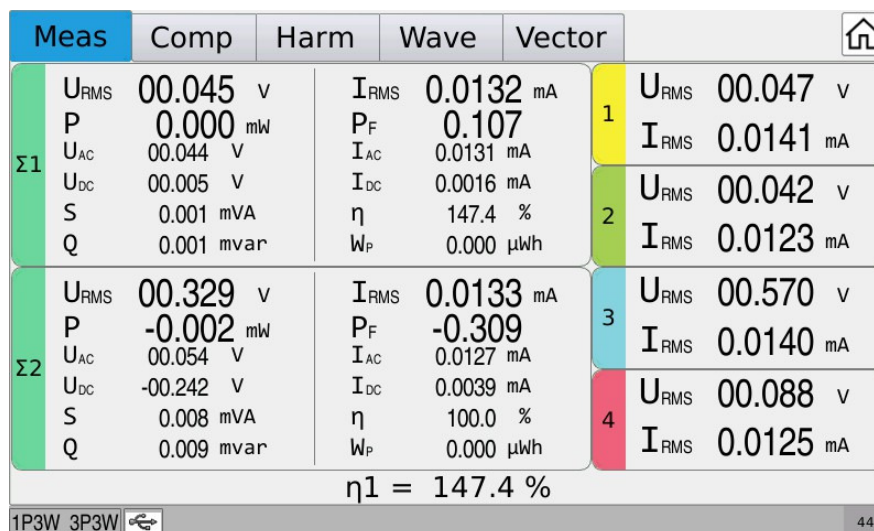 Meas Comp Harm Wave Vector
Σ1
URMS 00.045 V IRMS 0.0132 mA
P 0.000 mW PF 0.107
UAC 00.044 V IAC 0.0131 mA
UDC 00.005 V IDC 0.0016 mA
S 0.001 mVA η 147.4 %
Q 0.001 mvar WP 0.000 µWh
1
URMS 00.047 V
IRMS 0.0141 mA
2
URMS 00.042 V
IRMS 0.0123 mA
Σ2
URMS 00.329 V IRMS 0.0133 mA
P -0.002 mW PF -0.309
UAC 00.054 V IAC 0.0127 mA
UDC -00.242 V IDC 0.0039 mA
S 0.008 mVA η 100.0 %
Q 0.009 mvar WP 0.000 µWh
3
URMS 00.570 V
IRMS 0.0140 mA
4
URMS 00.088 V
IRMS 0.0125 mA
η1 = 147.4 %
1P3W 3P3W 44